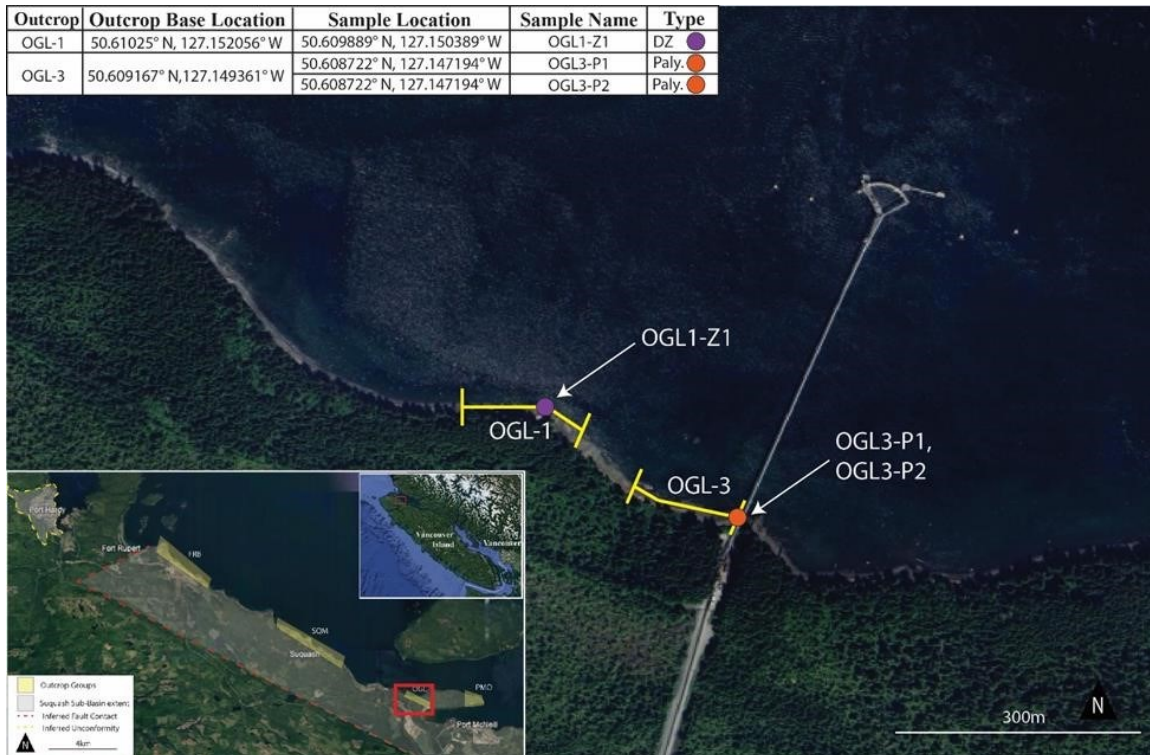 Outcrop Outcrop Base Location Sample Location Sample Name Type
OGL-1 50.61025° N, 127.152056° W 50.609889° N, 127.150389° W OGL1-Z1 DZ
OGL-3 50.609167° N,127.149361° W 50.608722° N, 127.147194° W OGL3-P1 Paly.
50.608722° N, 127.147194° W OGL3-P2 Paly.
OGL1-Z1
OGL-1
OGL3-P1,
OGL3-P2
OGL-3
Port Hardy
Fort Rupert
FRB
SQM
Suquash
OGL
PMO
Port McNeill
Vancouver
Island
Vancouver
Outcrop Groups
Suquash Sub-Basin extent
Inferred Fault Contact
Inferred Unconformity
N
4km
300m
N